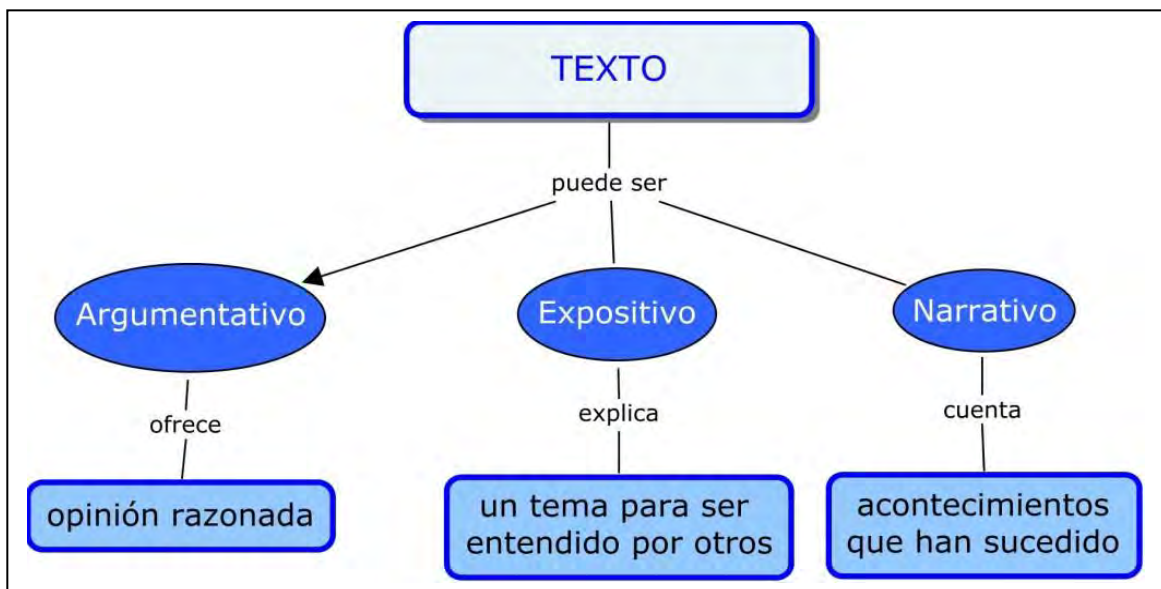 TEXTO
puede ser
Argumentativo
Expositivo
Narrativo
ofrece
explica
cuenta
opinión razonada
un tema para ser
entendido por otros
acontecimientos
que han sucedido